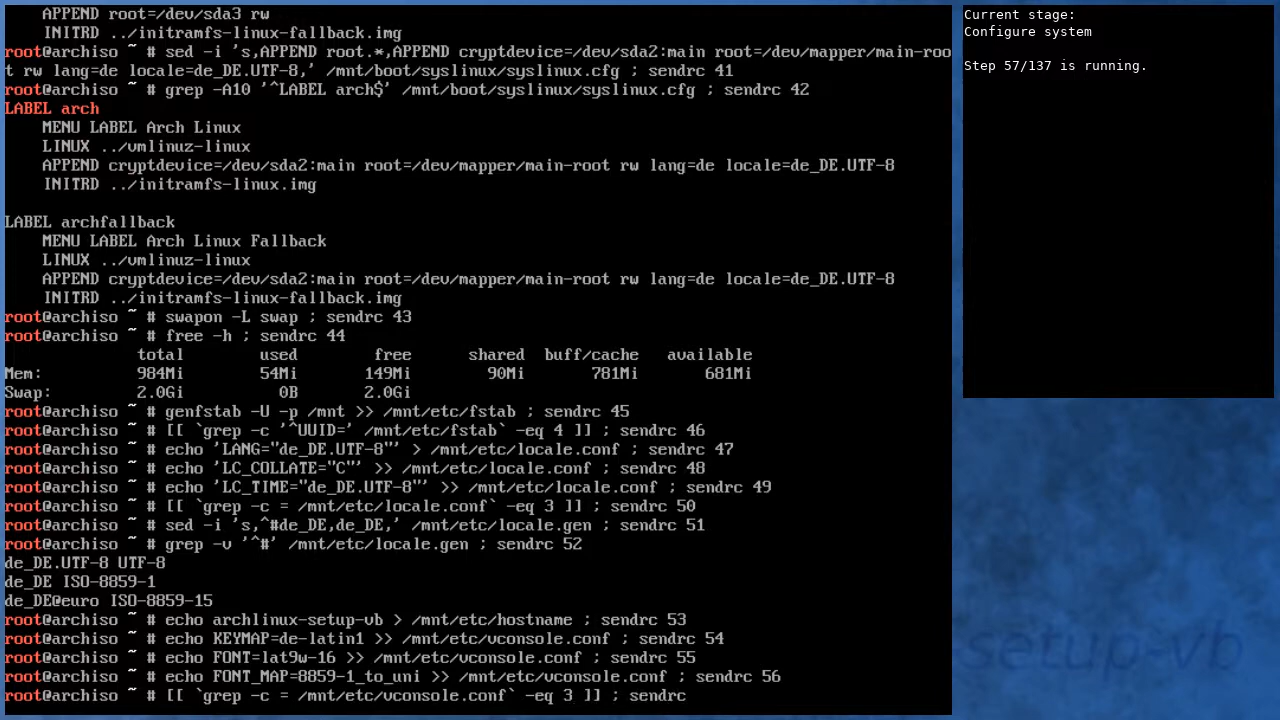 APPEND root=/dev/sda3 rw
    INITRD ../initramfs-linux-fallback.img
root@archiso ~ # sed -i 's,APPEND root.*,APPEND cryptdevice=/dev/sda2:main root=/dev/mapper/main-roo
t rw lang=de locale=de_DE.UTF-8,' /mnt/boot/syslinux/syslinux.cfg ; sendrc 41
root@archiso ~ # grep -A10 '^LABEL arch$' /mnt/boot/syslinux/syslinux.cfg ; sendrc 42
LABEL arch
    MENU LABEL Arch Linux
    LINUX ../vmlinuz-linux
    APPEND cryptdevice=/dev/sda2:main root=/dev/mapper/main-root rw lang=de locale=de_DE.UTF-8
    INITRD ../initramfs-linux.img

LABEL archfallback
    MENU LABEL Arch Linux Fallback
    LINUX ../vmlinuz-linux
    APPEND cryptdevice=/dev/sda2:main root=/dev/mapper/main-root rw lang=de locale=de_DE.UTF-8
    INITRD ../initramfs-linux-fallback.img
root@archiso ~ # swapon -L swap ; sendrc 43
root@archiso ~ # free -h ; sendrc 44
              total        used        free      shared  buff/cache   available
Mem:          984Mi        54Mi       149Mi        90Mi       781Mi       681Mi
Swap:         2.0Gi          0B       2.0Gi
root@archiso ~ # genfstab -U -p /mnt >> /mnt/etc/fstab ; sendrc 45
root@archiso ~ # [[ `grep -c '^UUID=' /mnt/etc/fstab` -eq 4 ]] ; sendrc 46
root@archiso ~ # echo 'LANG="de_DE.UTF-8"' > /mnt/etc/locale.conf ; sendrc 47
root@archiso ~ # echo 'LC_COLLATE="C"' >> /mnt/etc/locale.conf ; sendrc 48
root@archiso ~ # echo 'LC_TIME="de_DE.UTF-8"' >> /mnt/etc/locale.conf ; sendrc 49
root@archiso ~ # [[ `grep -c = /mnt/etc/locale.conf` -eq 3 ]] ; sendrc 50
root@archiso ~ # sed -i 's,^#de_DE,de_DE,' /mnt/etc/locale.gen ; sendrc 51
root@archiso ~ # grep -v '^#' /mnt/etc/locale.gen ; sendrc 52
de_DE.UTF-8 UTF-8
de_DE ISO-8859-1
de_DE@euro ISO-8859-15
root@archiso ~ # echo archlinux-setup-vb > /mnt/etc/hostname ; sendrc 53
root@archiso ~ # echo KEYMAP=de-latin1 >> /mnt/etc/vconsole.conf ; sendrc 54
root@archiso ~ # echo FONT=lat9w-16 >> /mnt/etc/vconsole.conf ; sendrc 55
root@archiso ~ # echo FONT_MAP=8859-1_to_uni >> /mnt/etc/vconsole.conf ; sendrc 56
root@archiso ~ # [[ `grep -c = /mnt/etc/vconsole.conf` -eq 3 ]] ; sendrc
Current stage:
Configure system

Step 57/137 is running.
setup-vb